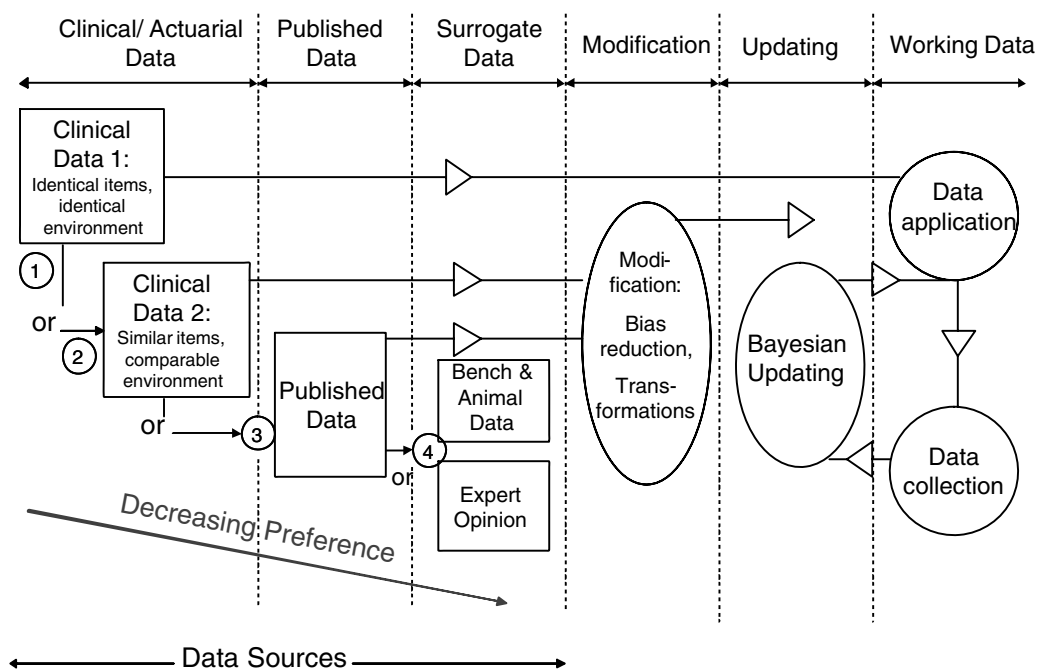 Clinical/ Actuarial
Data
Published
Data
Surrogate
Data
Modification
Updating
Working Data
Clinical
Data 1:
Identical items,
identical
environment
1
or
2
Clinical
Data 2:
Similar items,
comparable
environment
or
3
Published
Data
or
4
Bench &
Animal
Data
Expert
Opinion
Modi-
fication:
Bias
reduction,
Trans-
formations
Bayesian
Updating
Data
application
Data
collection
Decreasing Preference
Data Sources